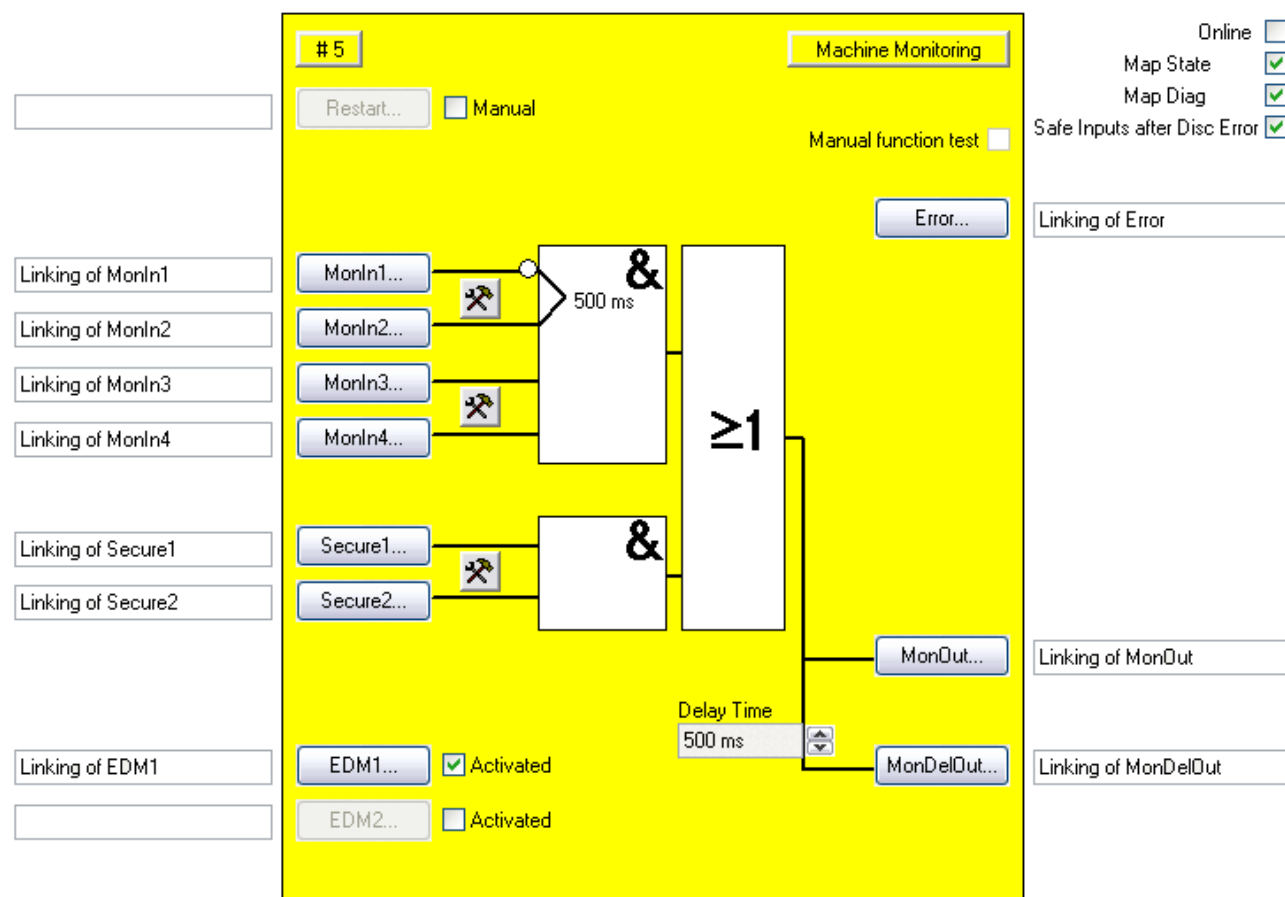 # 5
Machine Monitoring
Online
Map State
Map Diag
Safe Inputs after Disc Error
Restart...
Manual
Manual function test
Error...
Linking of Error
Linking of MonIn1
MonIn1...
&
500 ms
Linking of MonIn2
MonIn2...
Linking of MonIn3
MonIn3...
Linking of MonIn4
MonIn4...
≥1
Linking of Secure1
Secure1...
&
Linking of Secure2
Secure2...
MonOut...
Linking of MonOut
Delay Time
500 ms
Linking of EDM1
EDM1...
Activated
MonDelOut...
Linking of MonDelOut
EDM2...
Activated